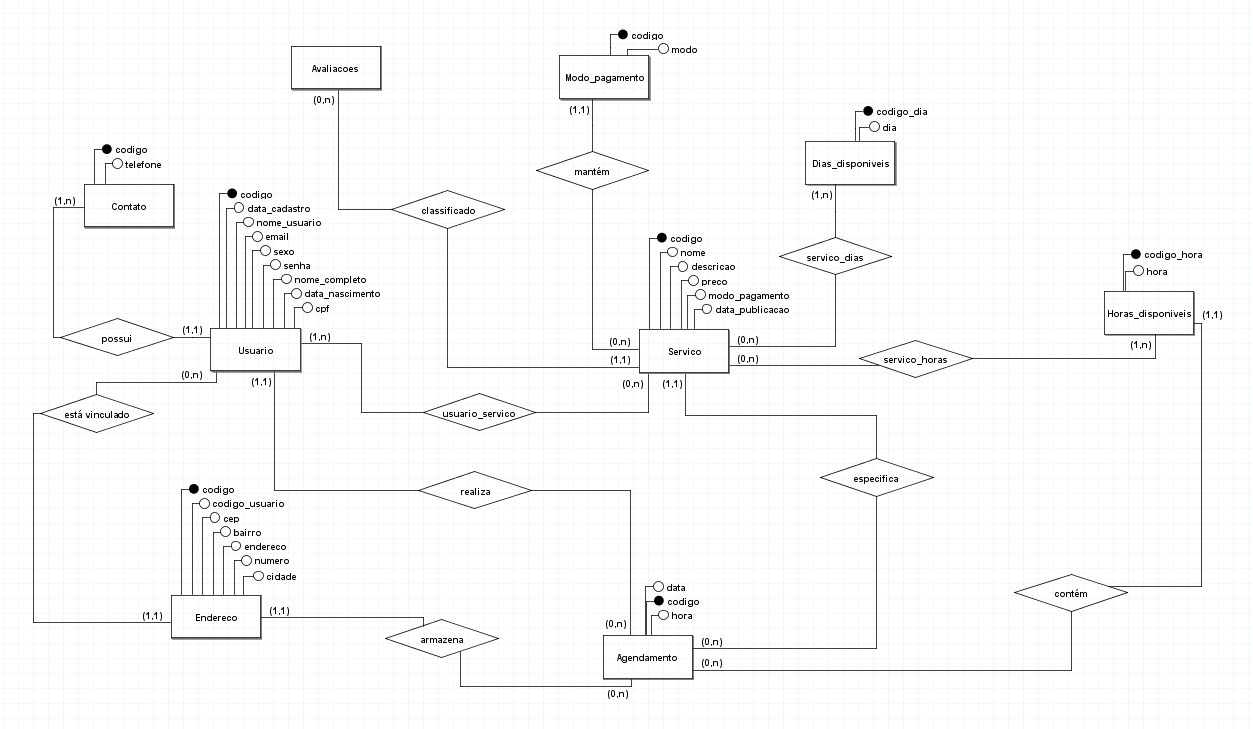 codigo
modo
Modo_pagamento
(1,1)
Avaliacoes
(0,n)
codigo_dia
dia
Dias_disponiveis
(1,n)
codigo
telefone
Contato
(1,n)
mantém
classificado
codigo
data_cadastro
nome_usuario
email
sexo
senha
nome_completo
data_nascimento
cpf
Usuario
(1,1)
(1,n)
(0,n)
(1,1)
possui
codigo
nome
descricao
preco
modo_pagamento
data_publicacao
Servico
(0,n)
(1,1)
(0,n)
(1,1)
(0,n)
(0,n)
servico_dias
codigo_hora
hora
Horas_disponiveis
(1,1)
(1,n)
servico_horas
está vinculado
usuario_servico
realiza
especifica
codigo
codigo_usuario
cep
bairro
endereco
numero
cidade
Endereco
(1,1)
(1,1)
armazena
data
codigo
hora
Agendamento
(0,n)
(0,n)
(0,n)
(0,n)
contém